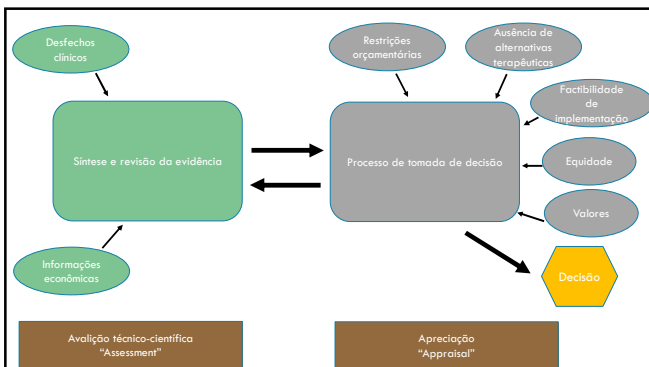 Desfechos
clínicos
Restrições
orçamentárias
Ausência de
alternativas
terapêuticas
Factibilidade
de
implementação
Síntese e revisão da evidência
Processo de tomada de decisão
Equidade
Valores
Informações
econômicas
Decisão
Avalição técnico-científica
"Assessment"
Apreciação
"Appraisal"